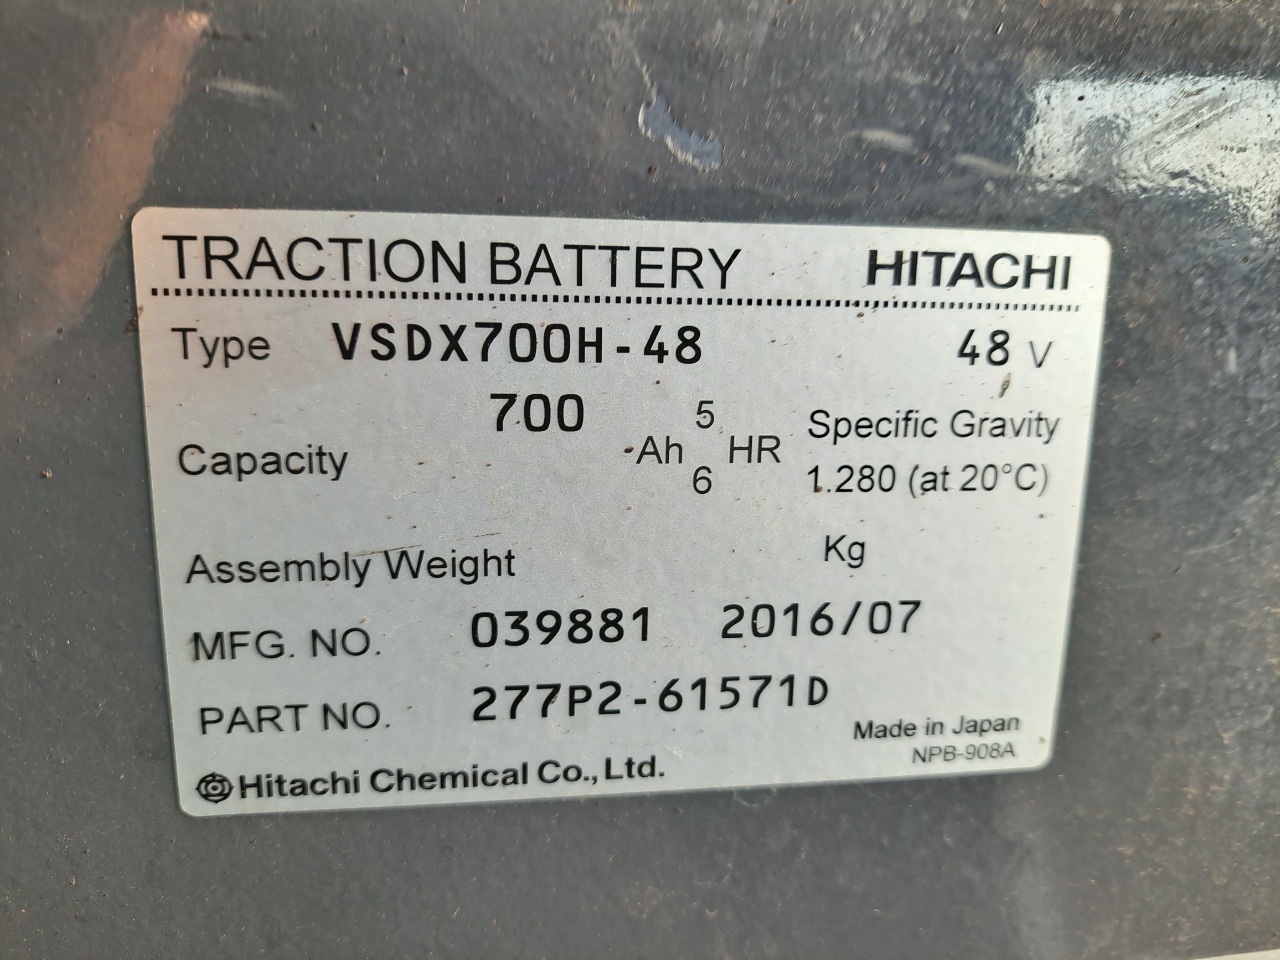 TRACTION BATTERY HITACHI
Type VSDX700H-48 48 V
700 5
Capacity Ah HR Specific Gravity
6 1.280 (at 20°C)
Assembly Weight Kg
MFG. NO. 039881 2016/07
PART NO. 277P2-61571D
Made in Japan
Hitachi Chemical Co., Ltd. NPB-908A